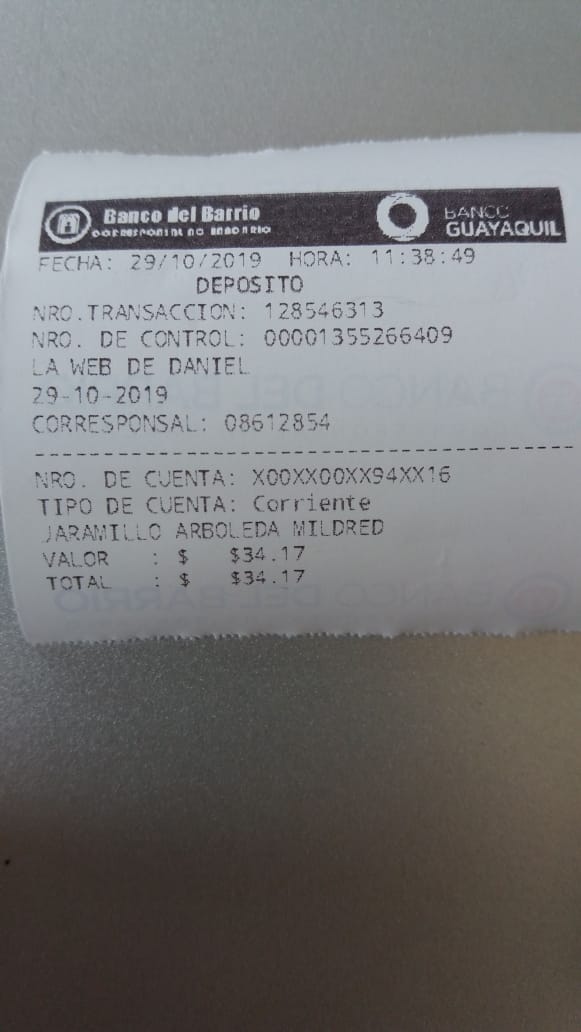 Banco del Barrio
CORRESPONSAL NO BANCARIO
BANCO
GUAYAQUIL
FECHA: 29/10/2019 HORA: 11:38:49
DEPOSITO
NRO.TRANSACCION: 128546313
NRO. DE CONTROL: 00001355266409
LA WEB DE DANIEL
29-10-2019
CORRESPONSAL: 08612854
NRO. DE CUENTA: X00XX00XX94XX16
TIPO DE CUENTA: Corriente
JARAMILLO ARBOLEDA MILDRED
VALOR : $ $34.17
TOTAL : $ $34.17